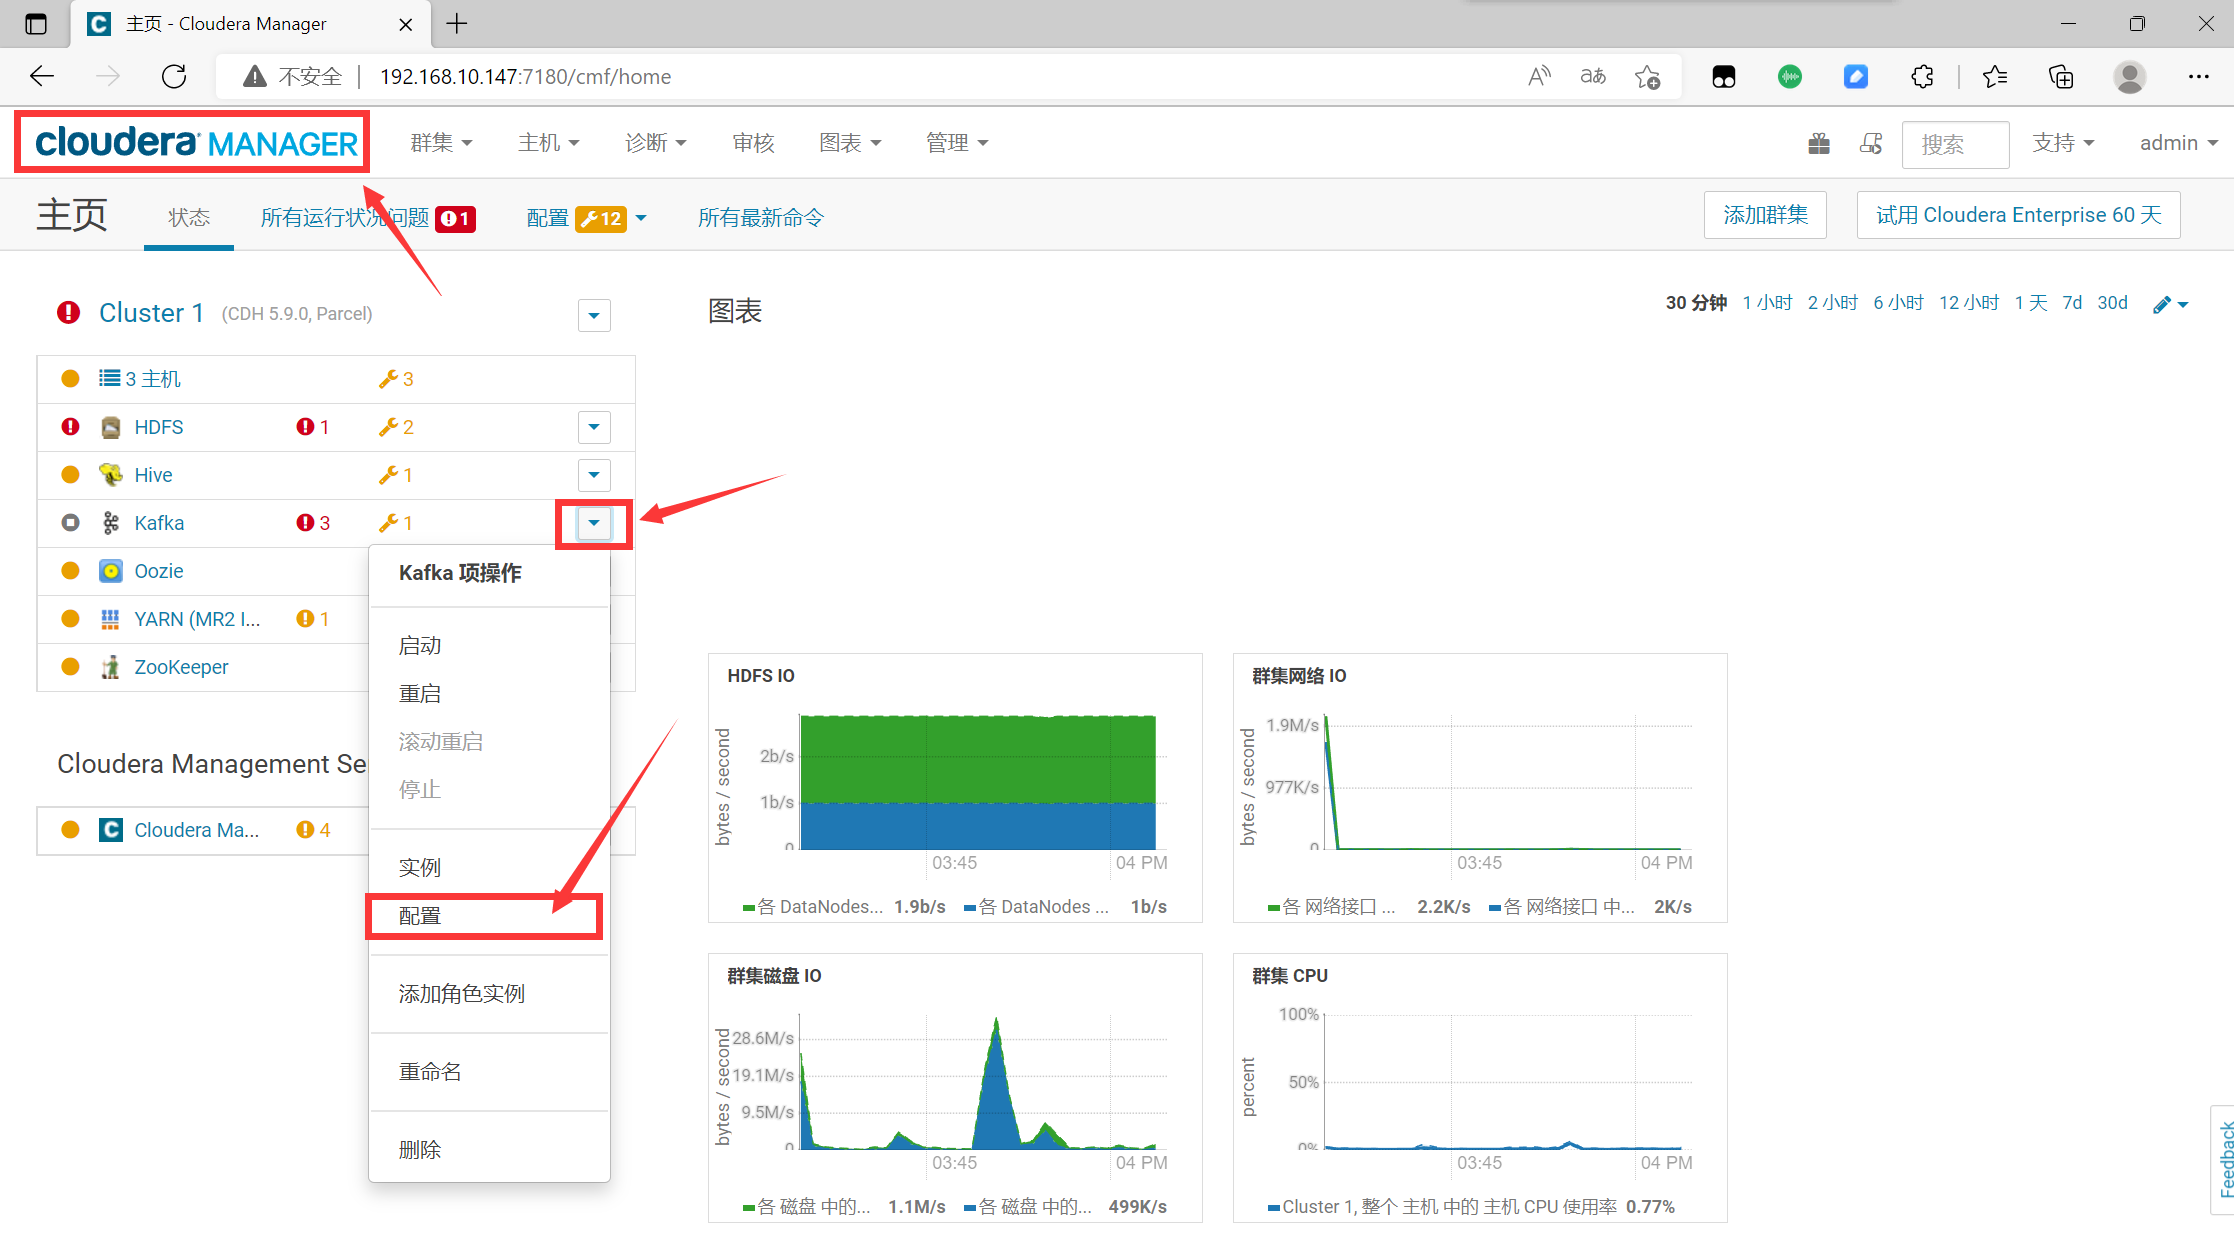 主页 - Cloudera Manager
不安全 192.168.10.147:7180/cmf/home
cloudera MANAGER 群集 主机 诊断 审核 图表 管理 搜索 支持 admin
主页 状态 所有运行状况问题 1 配置 12 所有最新命令 添加群集 试用 Cloudera Enterprise 60 天
Cluster 1 (CDH 5.9.0, Parcel)
图表
30 分钟 1 小时 2 小时 6 小时 12 小时 1 天 7d 30d
3 主机 3
HDFS 1 2
Hive 1
Kafka 3 1
Oozie
YARN (MR2 I... 1
ZooKeeper
Cloudera Management Se
Cloudera Ma... 4
Kafka 项操作
启动
重启
滚动重启
停止
实例
配置
添加角色实例
重命名
删除
HDFS IO
bytes / second
2b/s
1b/s
0
03:45 04 PM
各 DataNodes... 1.9b/s 各 DataNodes ... 1b/s
群集网络 IO
bytes / second
1.9M/s
977K/s
0
03:45 04 PM
各 网络接口 ... 2.2K/s 各 网络接口 中... 2K/s
群集磁盘 IO
bytes / second
28.6M/s
19.1M/s
9.5M/s
0
03:45 04 PM
各 磁盘 中的... 1.1M/s 各 磁盘 中的... 499K/s
群集 CPU
percent
100%
50%
0%
03:45 04 PM
Cluster 1, 整个 主机 中的 主机 CPU 使用率 0.77%
Feedback